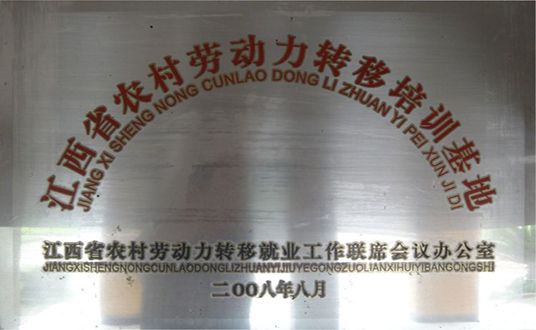 江西省农村劳动力转移培训基地
JIANG XI SHENG NONG CUNLAO DONG LI ZHUAN YI PEI XUN JI DI
江西省农村劳动力转移就业工作联席会议办公室
JIANGXISHENGNONGCUNLAODONGLIZHUANYIJIUYEGONGZUOLIANXIHUIYIBANGONGSHI
二00八年八月